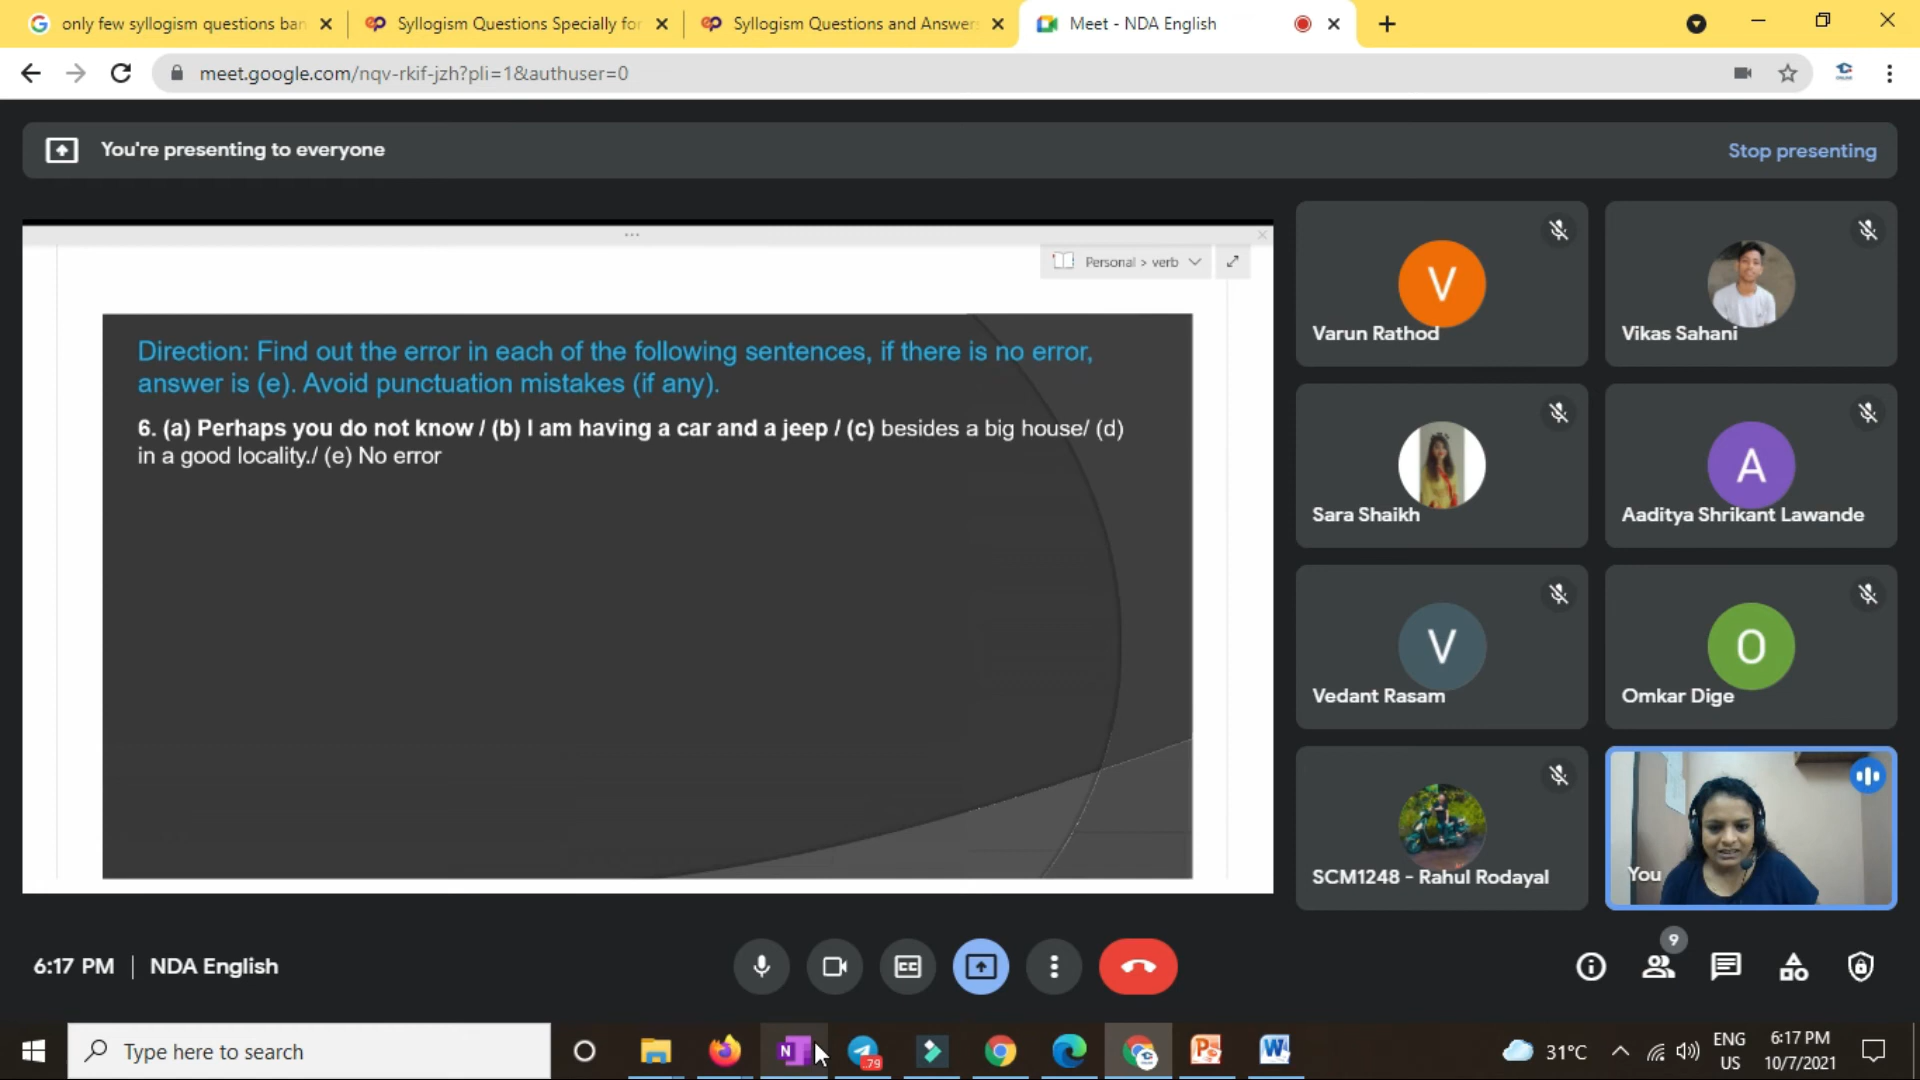 only few syllogism questions ban
Syllogism Questions Specially for
Syllogism Questions and Answer
Meet - NDA English
meet.google.com/nqv-rkif-jzh?pli=1&authuser=0
You're presenting to everyone
Stop presenting
Personal > verb
Direction: Find out the error in each of the following sentences, if there is no error,
answer is (e). Avoid punctuation mistakes (if any).
6. (a) Perhaps you do not know / (b) I am having a car and a jeep / (c) besides a big house/ (d)
in a good locality./ (e) No error
V
Varun Rathod
Vikas Sahani
Sara Shaikh
A
Aaditya Shrikant Lawande
V
Vedant Rasam
O
Omkar Dige
SCM1248 - Rahul Rodayal
You
6:17 PM | NDA English
CC
9
Type here to search
N
79
31°C
ENG
US
6:17 PM
10/7/2021